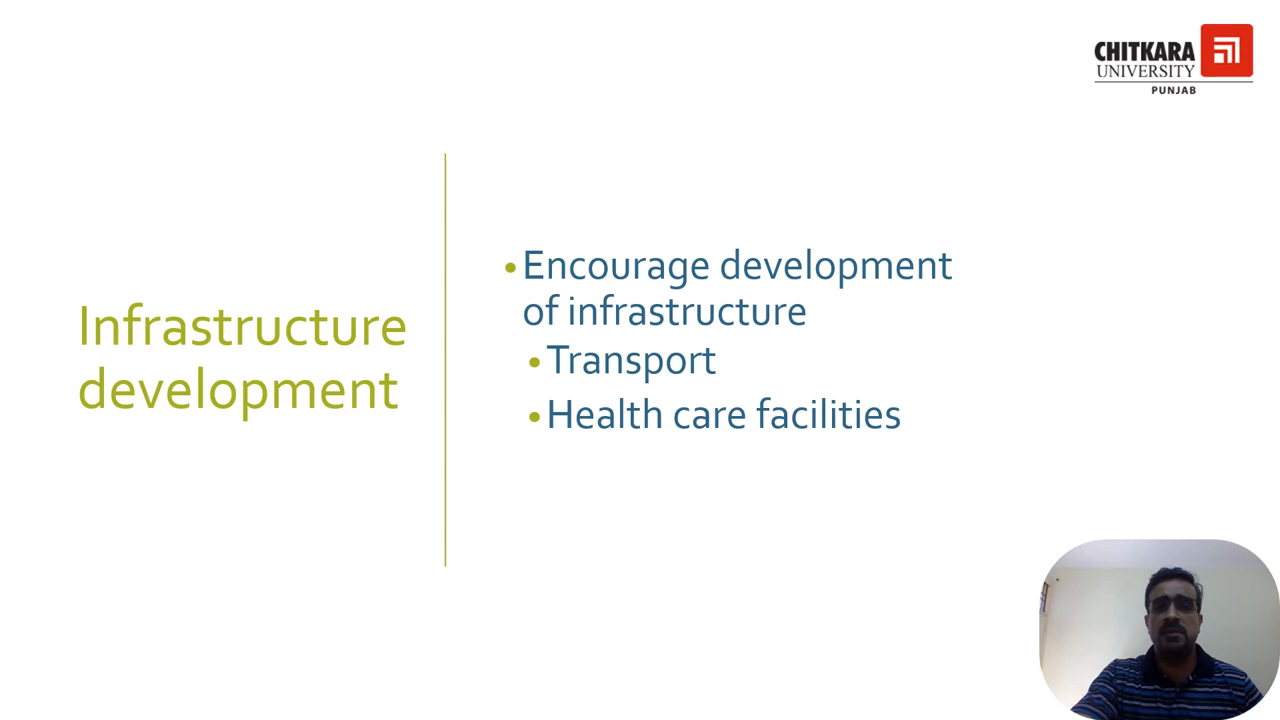 CHITKARA
UNIVERSITY
PUNJAB
Infrastructure
development
•Encourage development
of infrastructure
•Transport
•Health care facilities